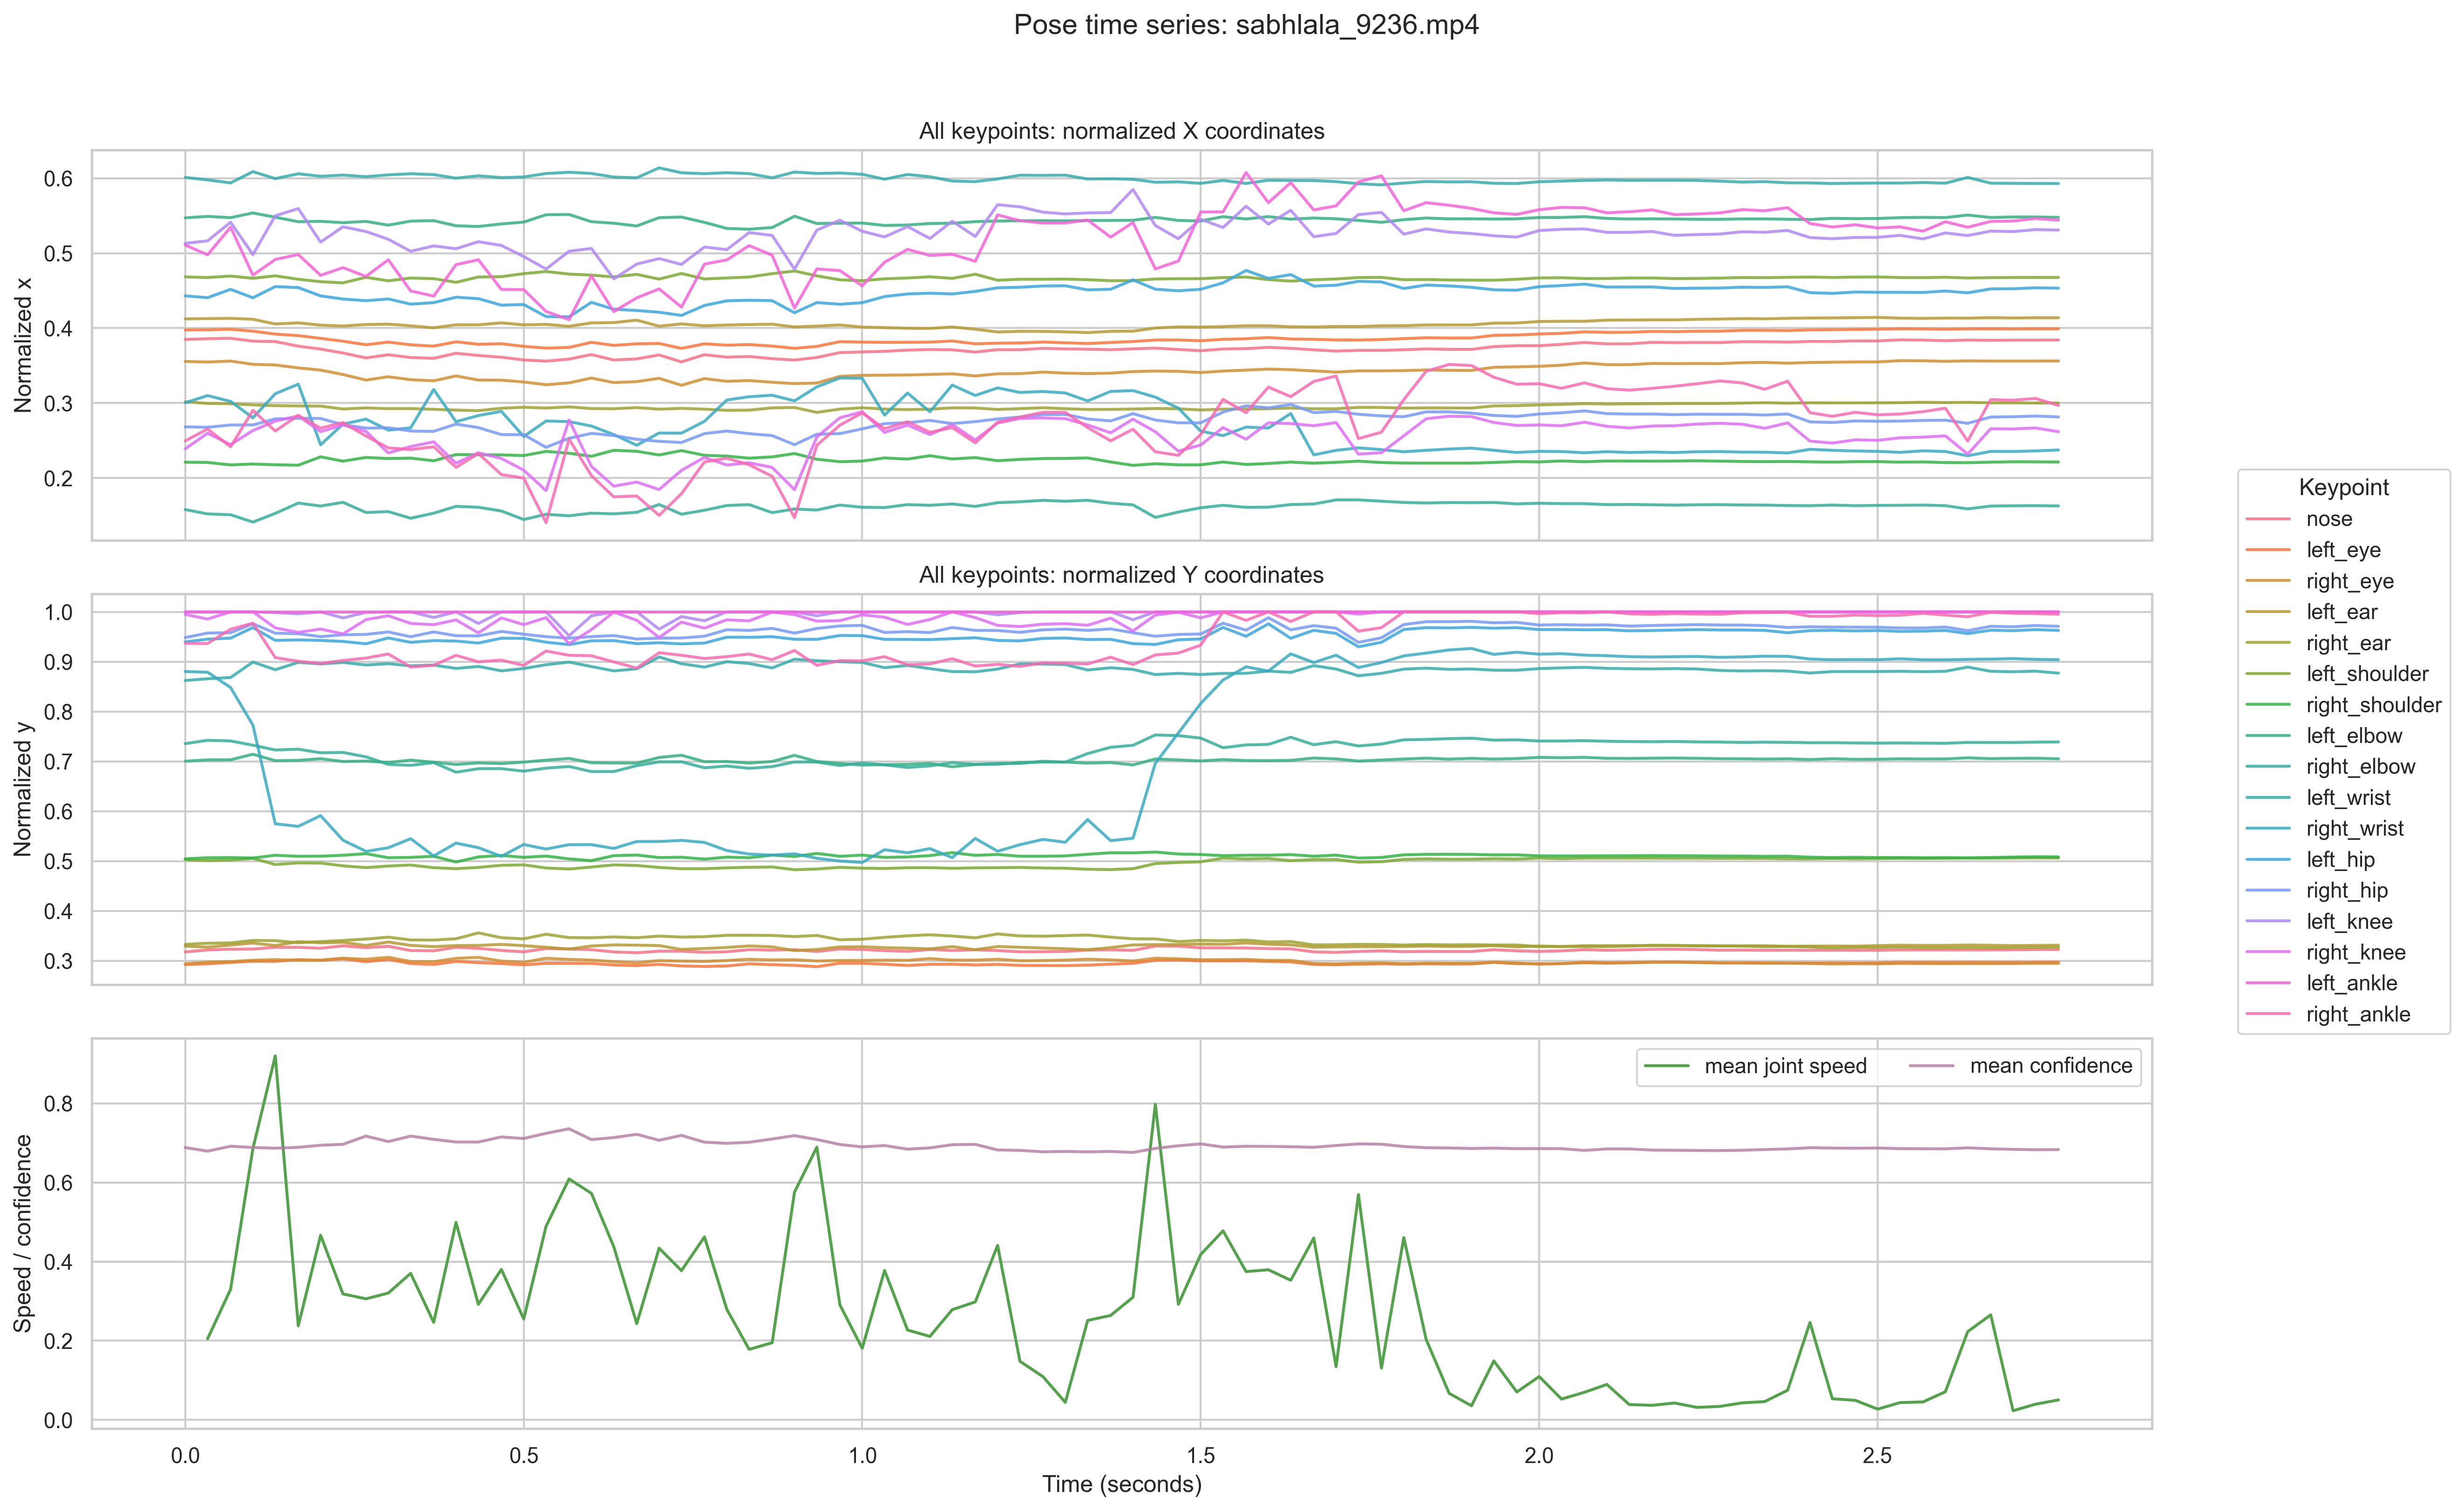 Pose time series: sabhlala_9236.mp4
All keypoints: normalized X coordinates
Normalized x
0.6
0.5
0.4
0.3
0.2
All keypoints: normalized Y coordinates
Normalized y
1.0
0.9
0.8
0.7
0.6
0.5
0.4
0.3
Keypoint
nose
left_eye
right_eye
left_ear
right_ear
left_shoulder
right_shoulder
left_elbow
right_elbow
left_wrist
right_wrist
left_hip
right_hip
left_knee
right_knee
left_ankle
right_ankle
mean joint speed mean confidence
Speed / confidence
0.8
0.6
0.4
0.2
0.0
0.0 0.5 1.0 1.5 2.0 2.5
Time (seconds)